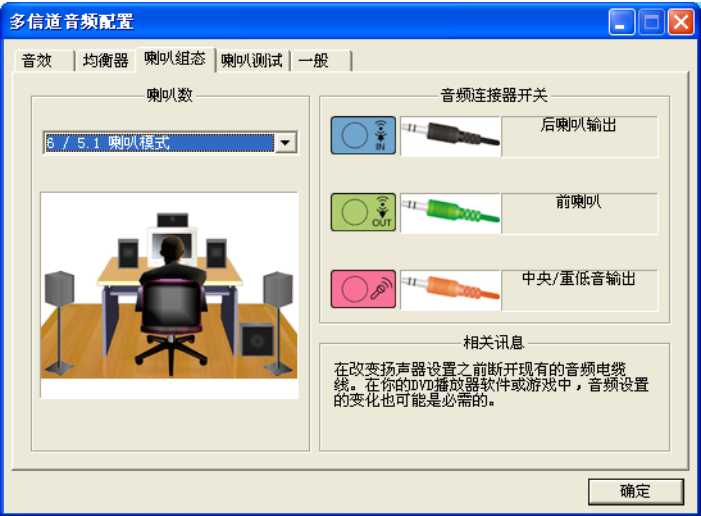 多信道音频配置
音效 均衡器 喇叭组态 喇叭测试 一般
喇叭数
6 / 5.1 喇叭模式
音频连接器开关
IN
后喇叭输出
OUT
前喇叭
中央/重低音输出
相关讯息
在改变扬声器设置之前断开现有的音频电缆
线。在你的DVD播放器软件或游戏中，音频设置
的变化也可能是必需的。
确定